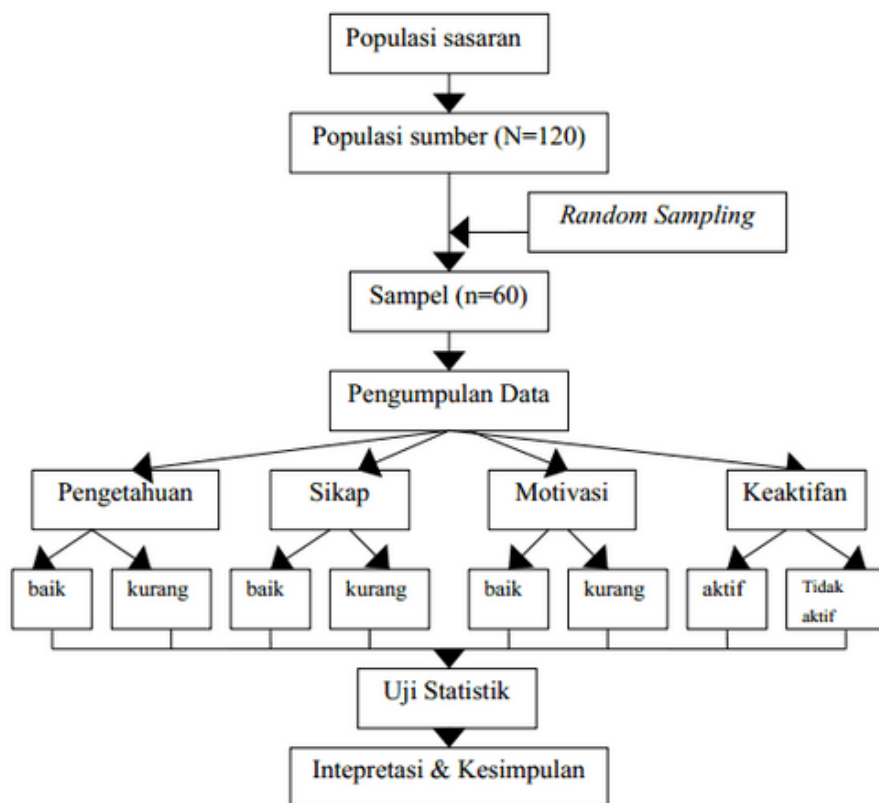 Populasi sasaran
Populasi sumber (N=120)
Random Sampling
Sampel (n=60)
Pengumpulan Data
Pengetahuan
Sikap
Motivasi
Keaktifan
baik
kurang
baik
kurang
baik
kurang
aktif
Tidak
aktif
Uji Statistik
Intepretasi & Kesimpulan